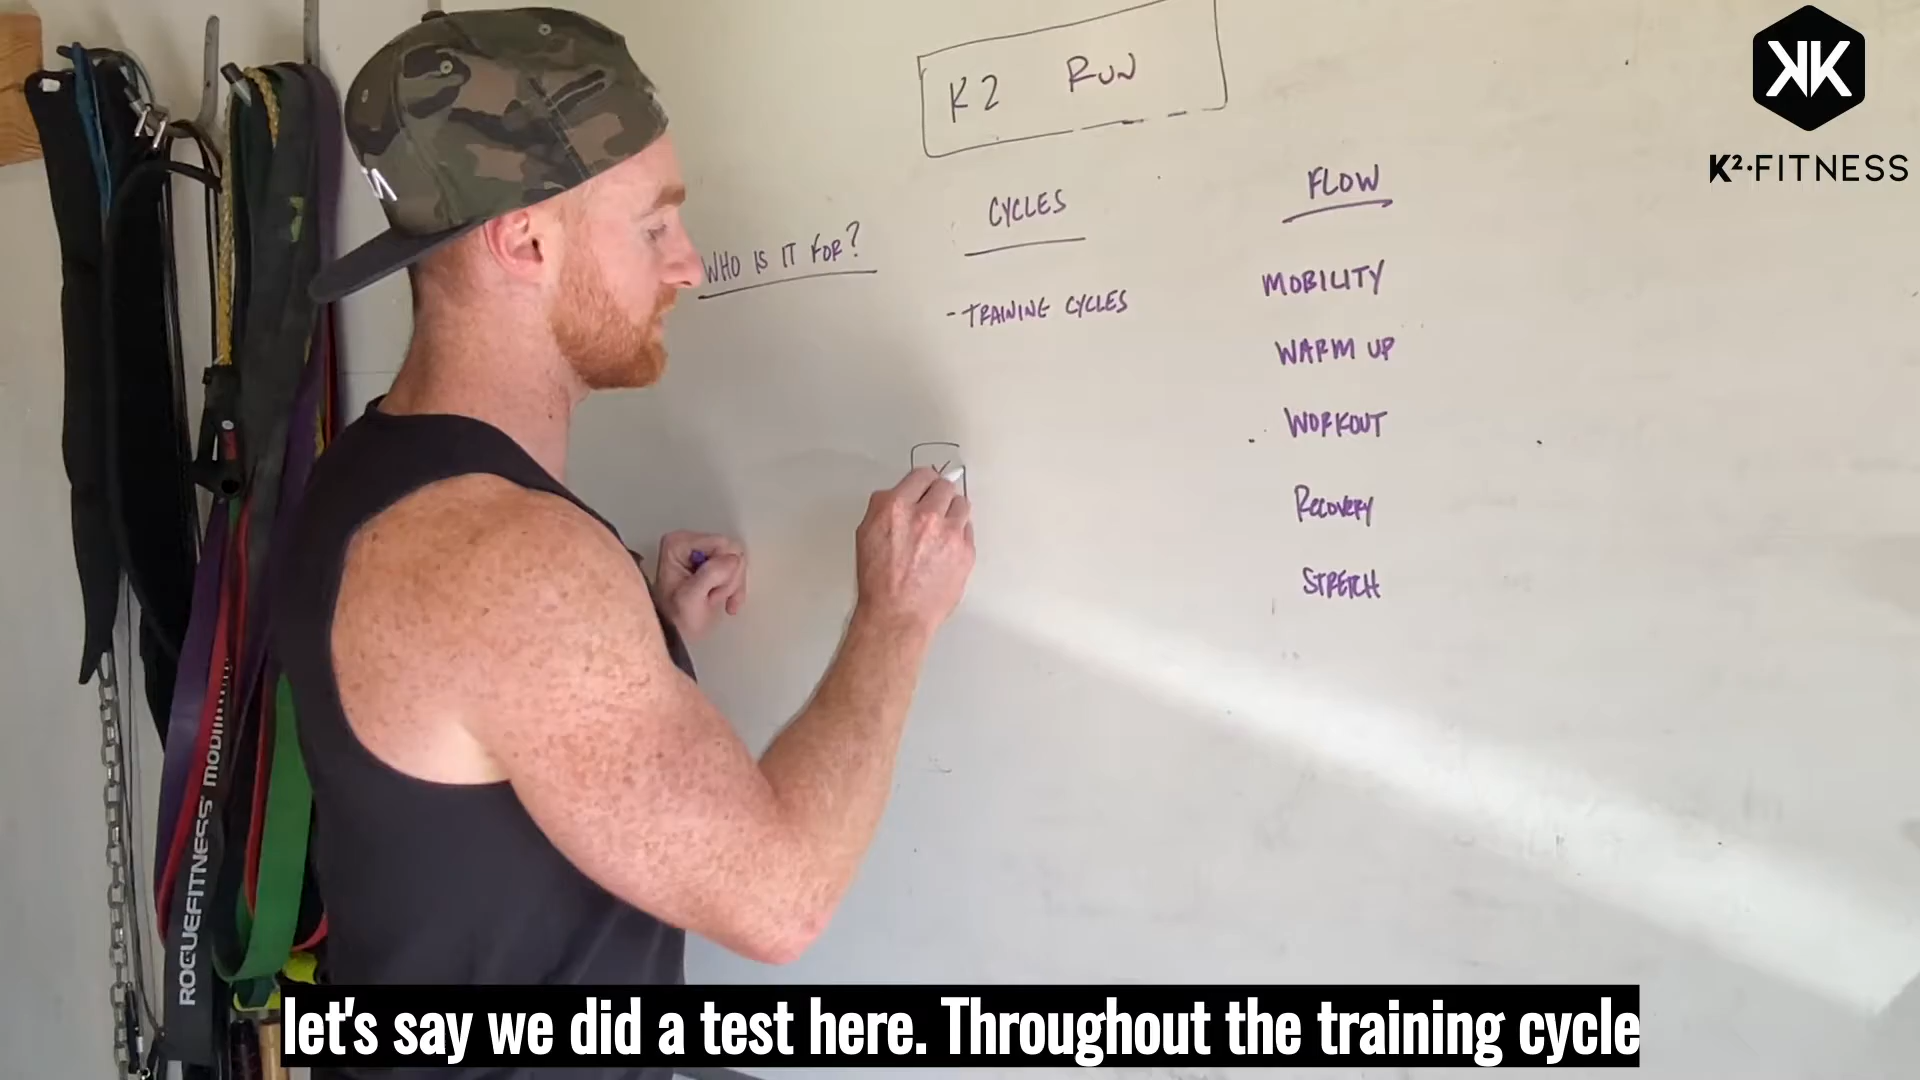 K2 RUN
KK
K²·FITNESS
WHO IS IT FOR?
CYCLES
- TRAINING CYCLES
FLOW
MOBILITY
WARM UP
WORKOUT
RECOVERY
STRETCH
ROGUEFITNESS
let's say we did a test here. Throughout the training cycle